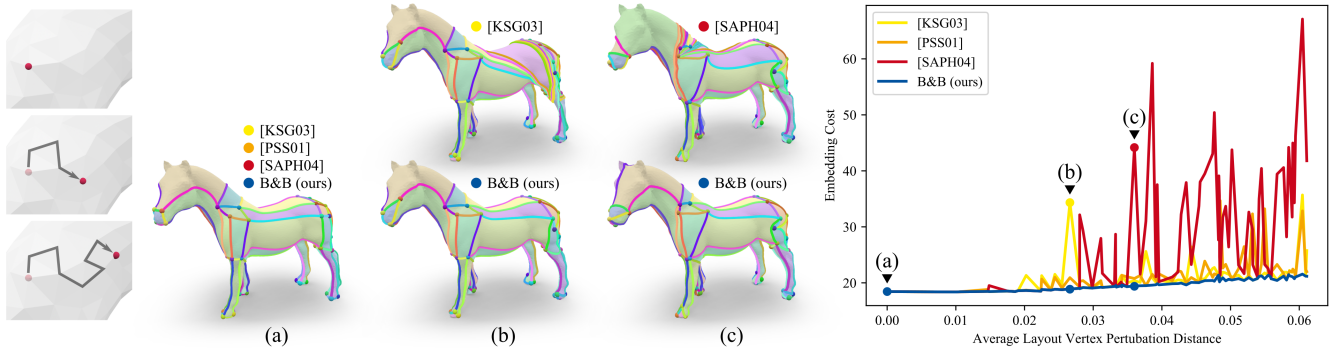 [KSG03]
[PSS01]
[SAPH04]
B&B (ours)
(a)
[KSG03]
B&B (ours)
(b)
[SAPH04]
B&B (ours)
(c)
Embedding Cost
60
50
40
30
20
[KSG03]
[PSS01]
[SAPH04]
B&B (ours)
(a)
(b)
(c)
0.00 0.01 0.02 0.03 0.04 0.05 0.06
Average Layout Vertex Pertubation Distance